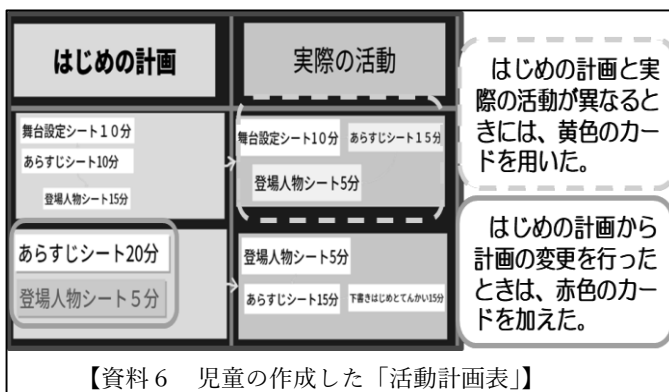 はじめの計画
実際の活動
舞台設定シート10分
あらすじシート10分
登場人物シート15分
舞台設定シート10分 あらすじシート15分
登場人物シート5分
あらすじシート20分
登場人物シート5分
登場人物シート5分
あらすじシート15分 下書きはじめとてんかい15分
はじめの計画と実
際の活動が異なると
きには、黄色のカー
ドを用いた。
はじめの計画から
計画の変更を行った
ときは、赤色のカー
ドを加えた。
【資料6 児童の作成した「活動計画表」】